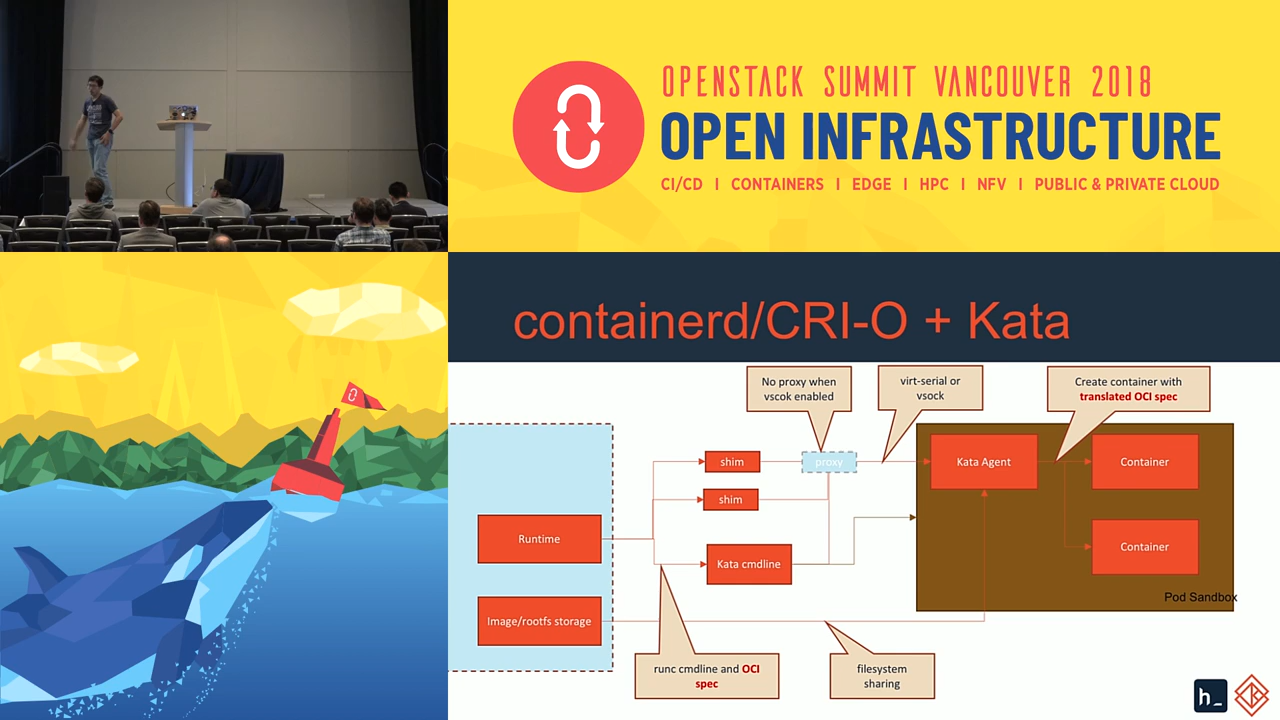 OPENSTACK SUMMIT VANCOUVER 2018
OPEN INFRASTRUCTURE
CI/CD I CONTAINERS I EDGE I HPC I NFV I PUBLIC & PRIVATE CLOUD
containerd/CRI-O + Kata
No proxy when
vscok enabled
virt-serial or
vsock
Create container with
translated OCI spec
shim
proxy
Kata Agent
Container
shim
Runtime
Kata cmdline
Container
Pod Sandbox
Image/rootfs storage
runc cmdline and OCI
spec
filesystem
sharing
h_